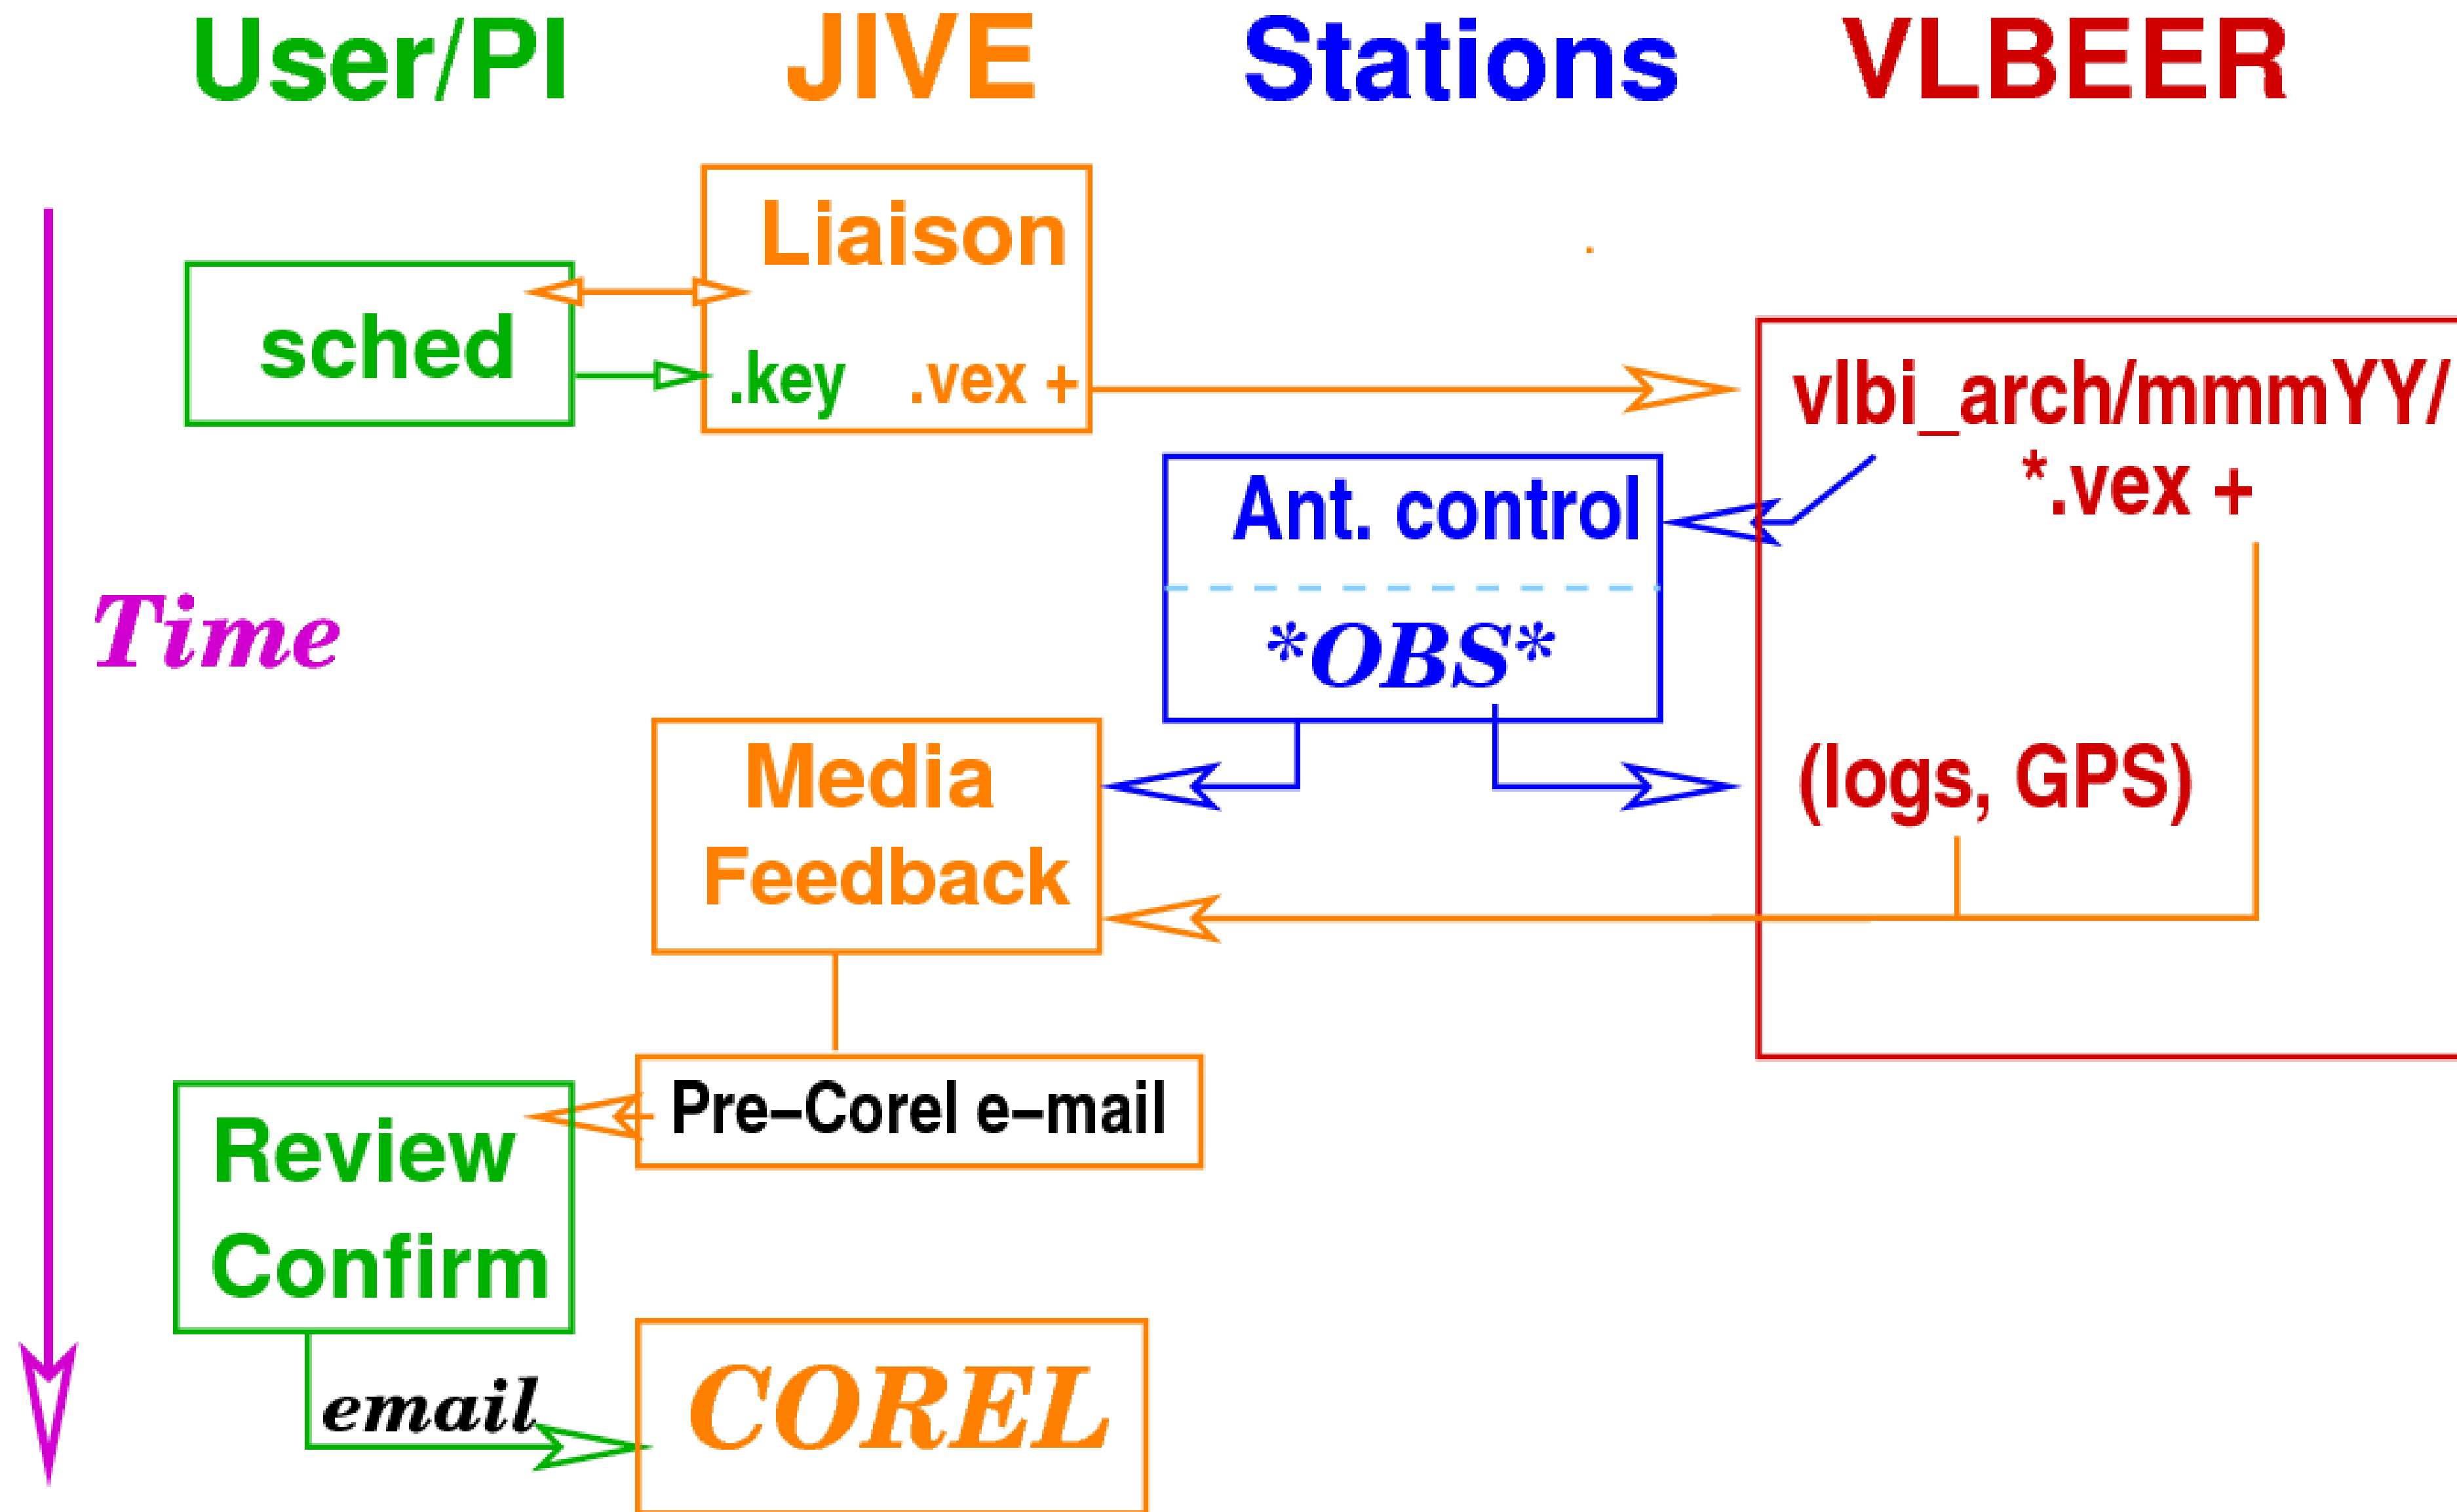 User/PI JIVE Stations VLBEER
Liaison
sched
.key .vex +
vlbi_arch/mmmYY/
*.vex +
Ant. control
Time
*OBS*
Media
Feedback
(logs, GPS)
Pre–Corel e–mail
Review
Confirm
email
COREL